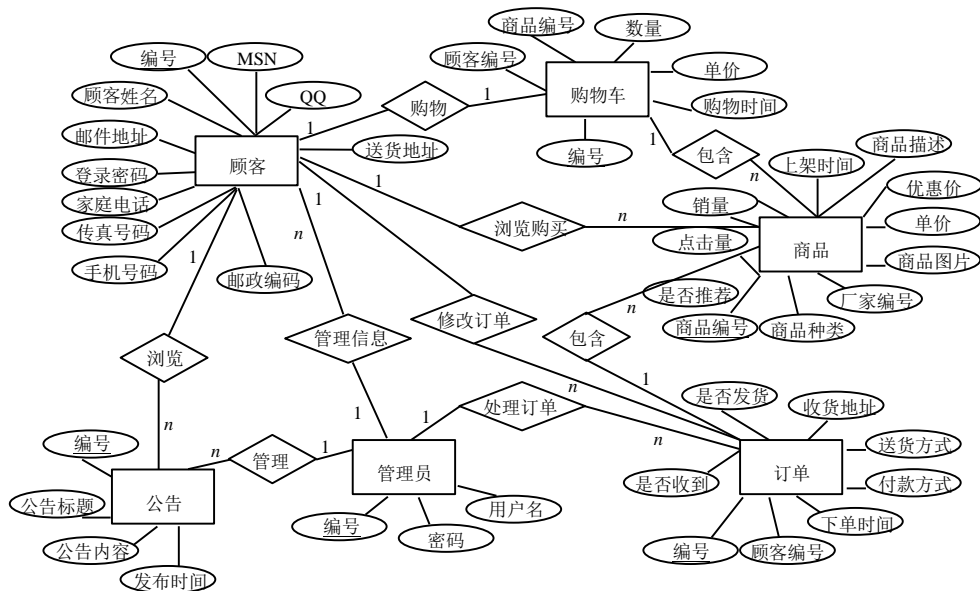 商品编号
数量
编号
MSN
顾客编号
单价
购物车
QQ
顾客姓名
购物
1
1
购物时间
邮件地址
1
送货地址
编号
1
包含
上架时间
商品描述
顾客
登录密码
n
优惠价
家庭电话
1
1
销量
传真号码
n
浏览购买
n
单价
点击量
商品
手机号码
1
邮政编码
商品图片
是否推荐
n
厂家编号
管理信息
修改订单
商品编号
商品种类
包含
浏览
1
n
是否发货
收货地址
1
1
处理订单
n
编号
n
管理
1
管理员
n
送货方式
公告标题
公告
是否收到
订单
付款方式
用户名
公告内容
编号
密码
下单时间
发布时间
编号
顾客编号